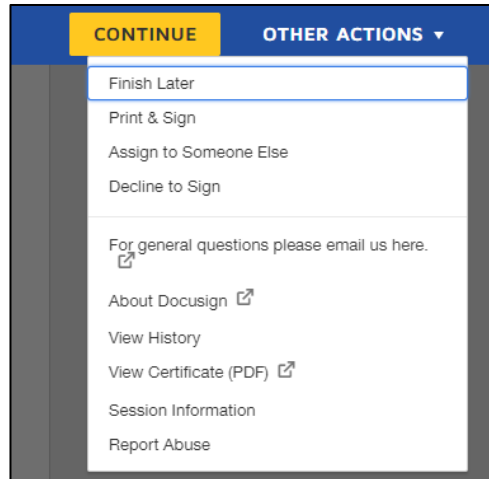 CONTINUE OTHER ACTIONS ▼
Finish Later
Print & Sign
Assign to Someone Else
Decline to Sign
For general questions please email us here.
About Docusign
View History
View Certificate (PDF)
Session Information
Report Abuse